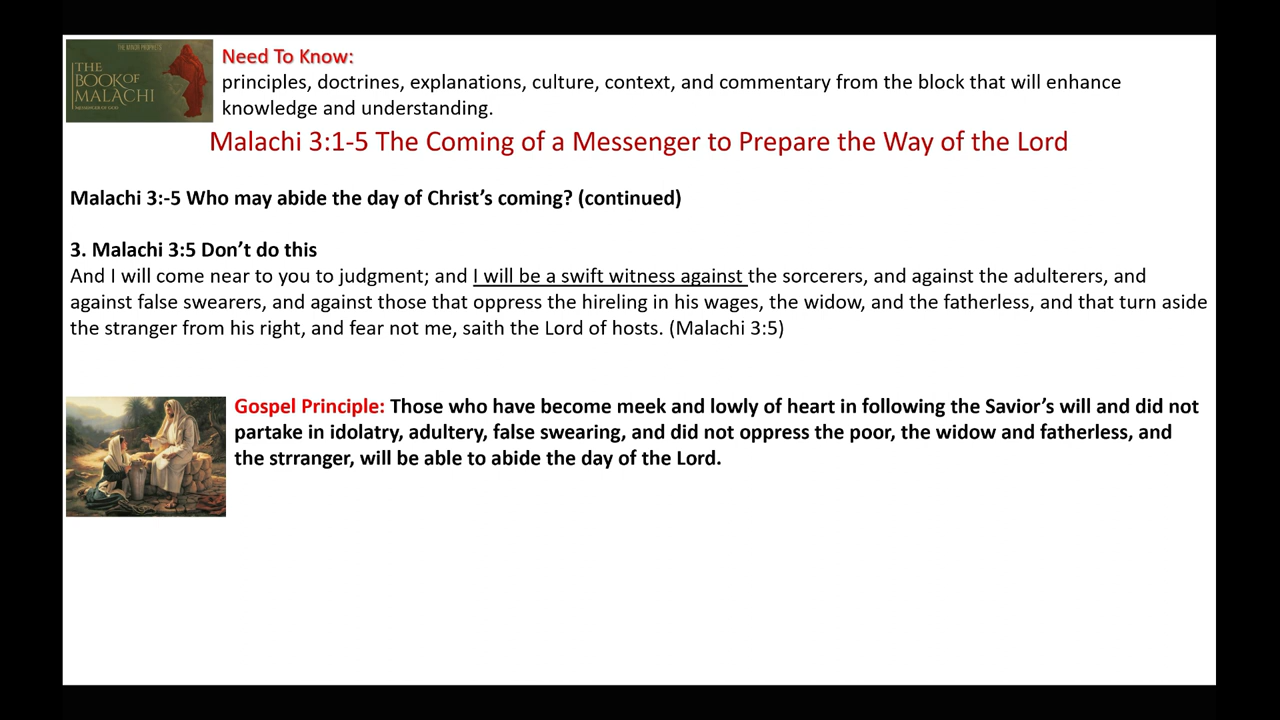 THE MINOR PROPHETS
THE
BOOK OF
MALACHI
Need To Know:
principles, doctrines, explanations, culture, context, and commentary from the block that will enhance
knowledge and understanding.
Malachi 3:1-5 The Coming of a Messenger to Prepare the Way of the Lord
Malachi 3:-5 Who may abide the day of Christ’s coming? (continued)
3. Malachi 3:5 Don’t do this
And I will come near to you to judgment; and I will be a swift witness against the sorcerers, and against the adulterers, and
against false swearers, and against those that oppress the hireling in his wages, the widow, and the fatherless, and that turn aside
the stranger from his right, and fear not me, saith the Lord of hosts. (Malachi 3:5)
Gospel Principle: Those who have become meek and lowly of heart in following the Savior’s will and did not
partake in idolatry, adultery, false swearing, and did not oppress the poor, the widow and fatherless, and
the strranger, will be able to abide the day of the Lord.